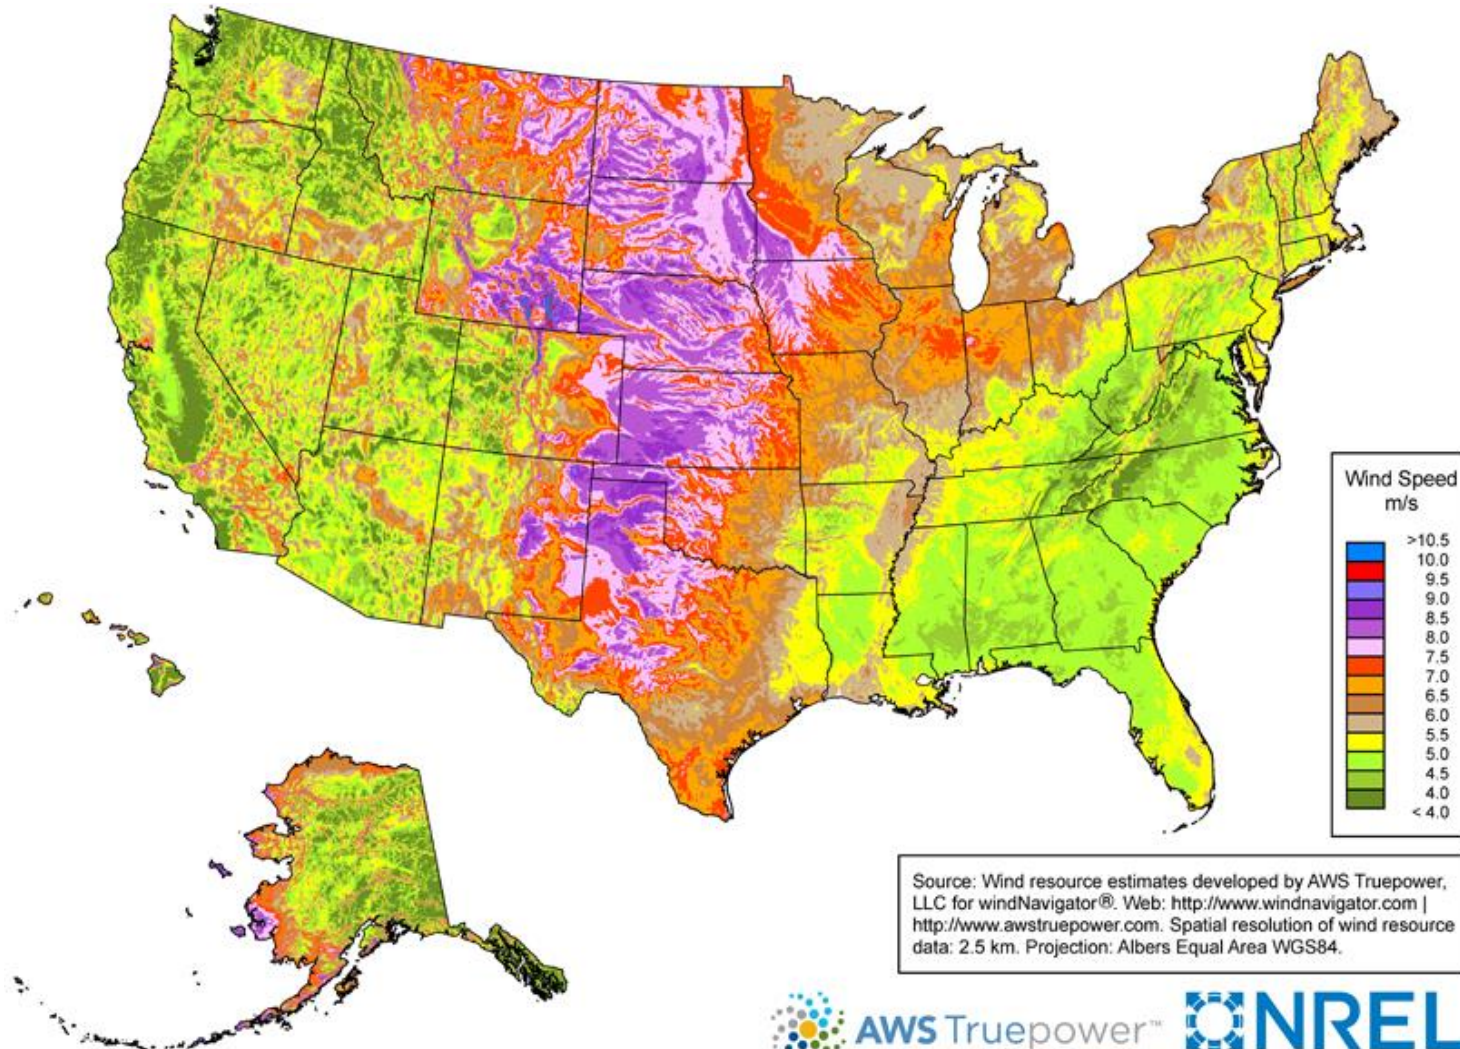 Wind Speed
m/s
>10.5
10.0
9.5
9.0
8.5
8.0
7.5
7.0
6.5
6.0
5.5
5.0
4.5
4.0
< 4.0
Source: Wind resource estimates developed by AWS Truepower,
LLC for windNavigator®. Web: http://www.windnavigator.com |
http://www.awstruepower.com. Spatial resolution of wind resource
data: 2.5 km. Projection: Albers Equal Area WGS84.
AWS Truepower™
NREL